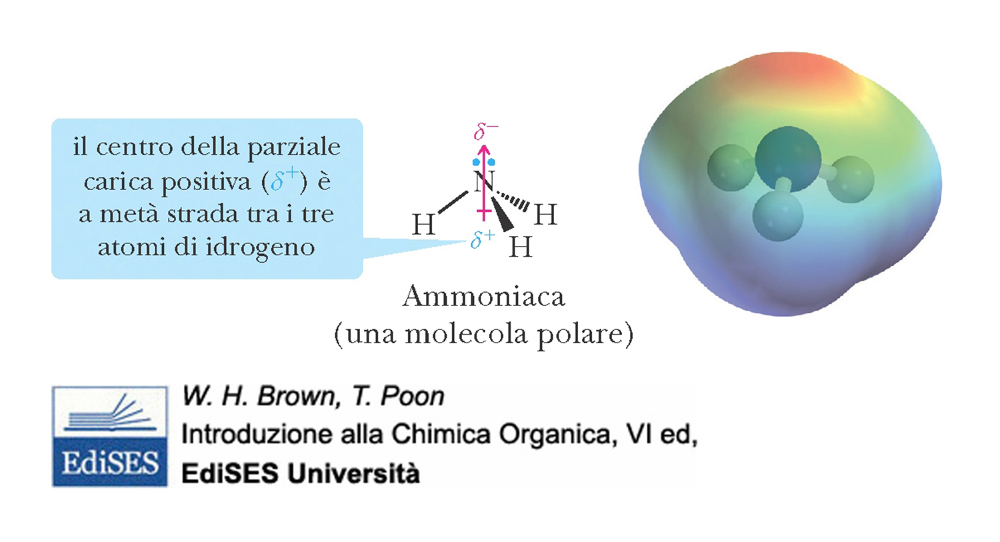 il centro della parziale
carica positiva (δ⁺) è
a metà strada tra i tre
atomi di idrogeno
δ⁻
N
H
H
H
δ⁺
Ammoniaca
(una molecola polare)
EdiSES
W. H. Brown, T. Poon
Introduzione alla Chimica Organica, VI ed,
EdiSES Università